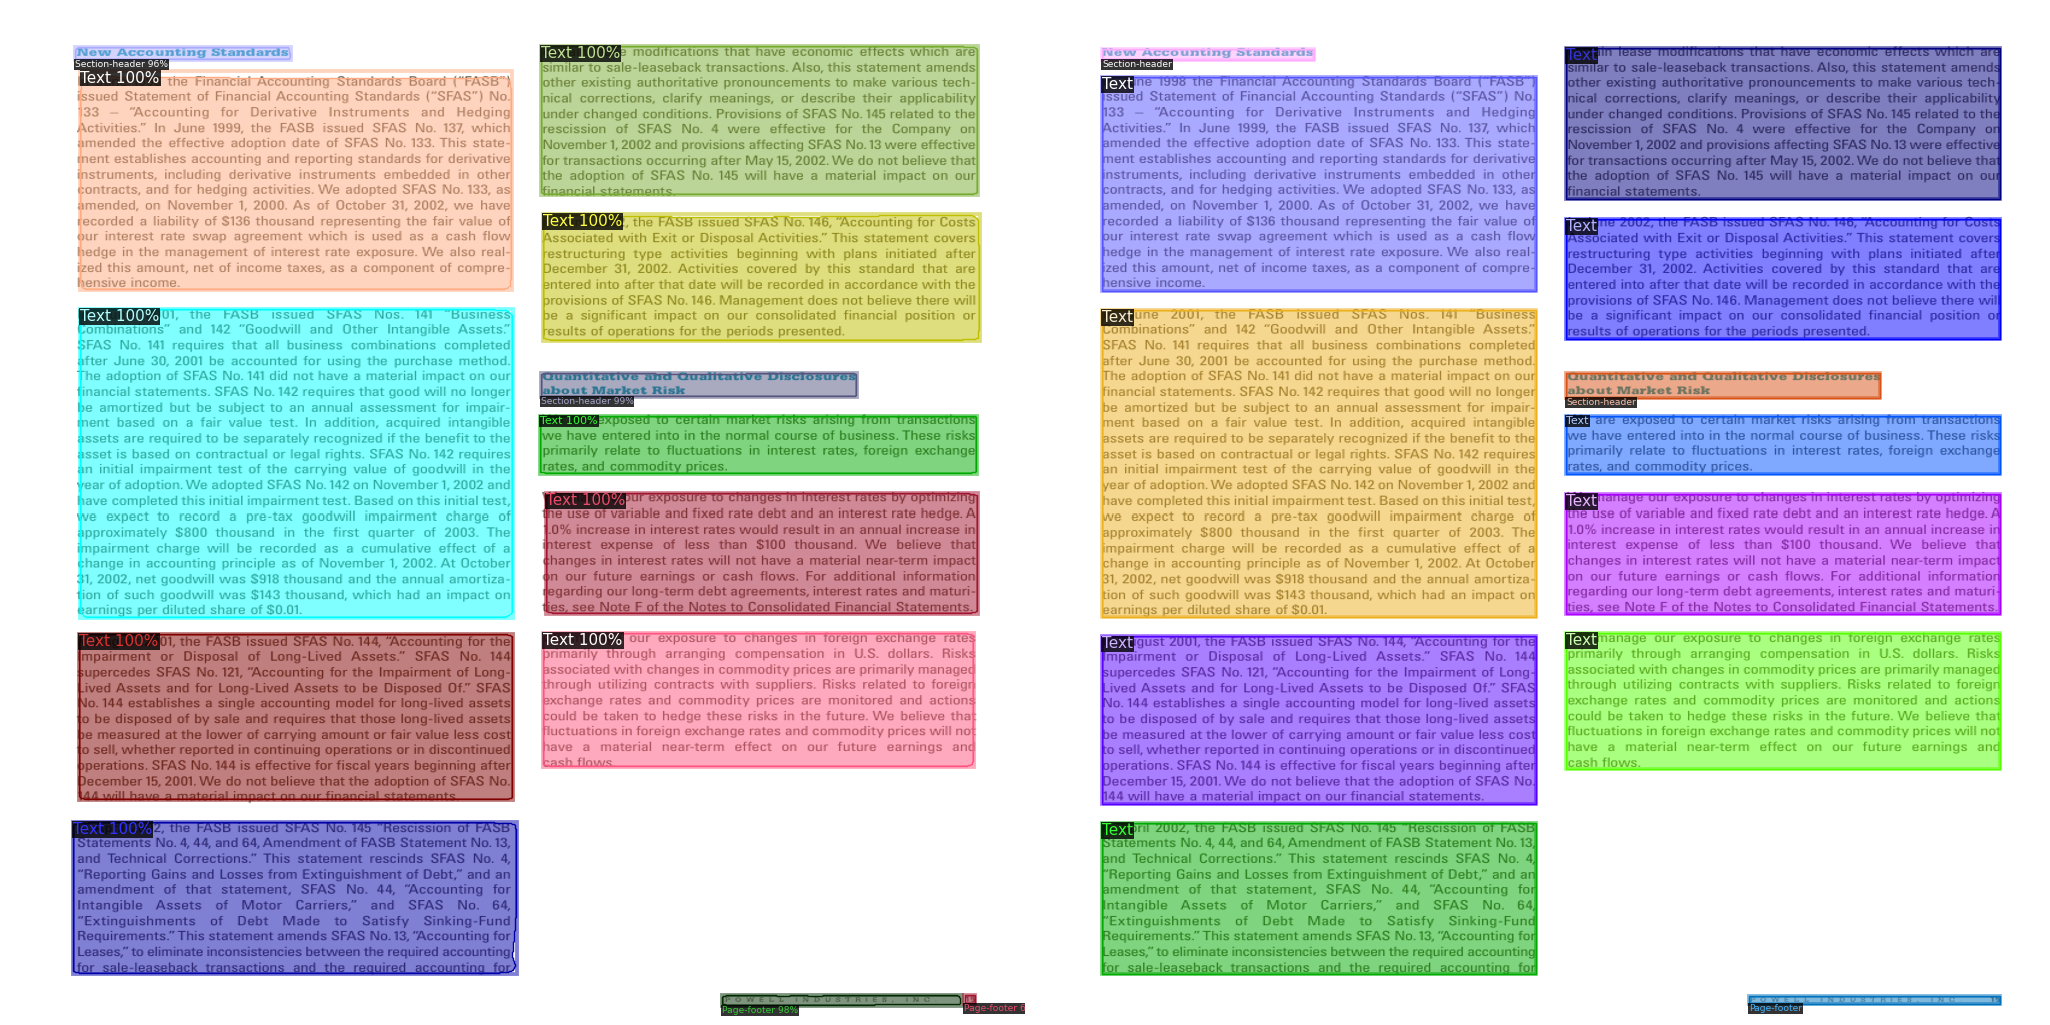 New Accounting Standards
Section-header 96%
Text 100% the Financial Accounting Standards Board (“FASB”)
issued Statement of Financial Accounting Standards (“SFAS”) No.
133 – “Accounting for Derivative Instruments and Hedging
Activities.” In June 1999, the FASB issued SFAS No. 137, which
amended the effective adoption date of SFAS No. 133. This state-
ment establishes accounting and reporting standards for derivative
instruments, including derivative instruments embedded in other
contracts, and for hedging activities. We adopted SFAS No. 133, as
amended, on November 1, 2000. As of October 31, 2002, we have
recorded a liability of $136 thousand representing the fair value of
our interest rate swap agreement which is used as a cash flow
hedge in the management of interest rate exposure. We also real-
ized this amount, net of income taxes, as a component of compre-
hensive income.
Text 100% 01, the FASB issued SFAS Nos. 141 “Business
Combinations” and 142 “Goodwill and Other Intangible Assets.”
SFAS No. 141 requires that all business combinations completed
after June 30, 2001 be accounted for using the purchase method.
The adoption of SFAS No. 141 did not have a material impact on our
financial statements. SFAS No. 142 requires that good will no longer
be amortized but be subject to an annual assessment for impair-
ment based on a fair value test. In addition, acquired intangible
assets are required to be separately recognized if the benefit to the
asset is based on contractual or legal rights. SFAS No. 142 requires
an initial impairment test of the carrying value of goodwill in the
year of adoption. We adopted SFAS No. 142 on November 1, 2002 and
have completed this initial impairment test. Based on this initial test,
we expect to record a pre-tax goodwill impairment charge of
approximately $800 thousand in the first quarter of 2003. The
impairment charge will be recorded as a cumulative effect of a
change in accounting principle as of November 1, 2002. At October
31, 2002, net goodwill was $918 thousand and the annual amortiza-
tion of such goodwill was $143 thousand, which had an impact on
earnings per diluted share of $0.01.
Text 100% 01, the FASB issued SFAS No. 144, “Accounting for the
Impairment or Disposal of Long-Lived Assets.” SFAS No. 144
supercedes SFAS No. 121, “Accounting for the Impairment of Long-
Lived Assets and for Long-Lived Assets to be Disposed Of.” SFAS
No. 144 establishes a single accounting model for long-lived assets
to be disposed of by sale and requires that those long-lived assets
be measured at the lower of carrying amount or fair value less cost
to sell, whether reported in continuing operations or in discontinued
operations. SFAS No. 144 is effective for fiscal years beginning after
December 15, 2001. We do not believe that the adoption of SFAS No.
144 will have a material impact on our financial statements.
Text 100% 2, the FASB issued SFAS No. 145 “Rescission of FASB
Statements No. 4, 44, and 64, Amendment of FASB Statement No. 13,
and Technical Corrections.” This statement rescinds SFAS No. 4,
“Reporting Gains and Losses from Extinguishment of Debt,” and an
amendment of that statement, SFAS No. 44, “Accounting for
Intangible Assets of Motor Carriers,” and SFAS No. 64,
“Extinguishments of Debt Made to Satisfy Sinking-Fund
Requirements.” This statement amends SFAS No. 13, “Accounting for
Leases,” to eliminate inconsistencies between the required accounting
for sale-leaseback transactions and the required accounting for
Text 100% modifications that have economic effects which are
similar to sale-leaseback transactions. Also, this statement amends
other existing authoritative pronouncements to make various tech-
nical corrections, clarify meanings, or describe their applicability
under changed conditions. Provisions of SFAS No. 145 related to the
rescission of SFAS No. 4 were effective for the Company on
November 1, 2002 and provisions affecting SFAS No. 13 were effective
for transactions occurring after May 15, 2002. We do not believe that
the adoption of SFAS No. 145 will have a material impact on our
financial statements.
Text 100%, the FASB issued SFAS No. 146, “Accounting for Costs
Associated with Exit or Disposal Activities.” This statement covers
restructuring type activities beginning with plans initiated after
December 31, 2002. Activities covered by this standard that are
entered into after that date will be recorded in accordance with the
provisions of SFAS No. 146. Management does not believe there will
be a significant impact on our consolidated financial position or
results of operations for the periods presented.
Quantitative and Qualitative Disclosures
about Market Risk
Section-header 99%
Text 100% exposed to certain market risks arising from transactions
we have entered into in the normal course of business. These risks
primarily relate to fluctuations in interest rates, foreign exchange
rates, and commodity prices.
Text 100% our exposure to changes in interest rates by optimizing
the use of variable and fixed rate debt and an interest rate hedge. A
1.0% increase in interest rates would result in an annual increase in
interest expense of less than $100 thousand. We believe that
changes in interest rates will not have a material near-term impact
on our future earnings or cash flows. For additional information
regarding our long-term debt agreements, interest rates and maturi-
ties, see Note F of the Notes to Consolidated Financial Statements.
Text 100% our exposure to changes in foreign exchange rates
primarily through arranging compensation in U.S. dollars. Risks
associated with changes in commodity prices are primarily managed
through utilizing contracts with suppliers. Risks related to foreign
exchange rates and commodity prices are monitored and actions
could be taken to hedge these risks in the future. We believe that
fluctuations in foreign exchange rates and commodity prices will not
have a material near-term effect on our future earnings and
cash flows.
POWELL INDUSTRIES, INC
Page-footer 98% Page-footer 6
New Accounting Standards
Section-header
Text June 1998 the Financial Accounting Standards Board (“FASB”)
issued Statement of Financial Accounting Standards (“SFAS”) No.
133 – “Accounting for Derivative Instruments and Hedging
Activities.” In June 1999, the FASB issued SFAS No. 137, which
amended the effective adoption date of SFAS No. 133. This state-
ment establishes accounting and reporting standards for derivative
instruments, including derivative instruments embedded in other
contracts, and for hedging activities. We adopted SFAS No. 133, as
amended, on November 1, 2000. As of October 31, 2002, we have
recorded a liability of $136 thousand representing the fair value of
our interest rate swap agreement which is used as a cash flow
hedge in the management of interest rate exposure. We also real-
ized this amount, net of income taxes, as a component of compre-
hensive income.
Text June 2001, the FASB issued SFAS Nos. 141 “Business
Combinations” and 142 “Goodwill and Other Intangible Assets.”
SFAS No. 141 requires that all business combinations completed
after June 30, 2001 be accounted for using the purchase method.
The adoption of SFAS No. 141 did not have a material impact on our
financial statements. SFAS No. 142 requires that good will no longer
be amortized but be subject to an annual assessment for impair-
ment based on a fair value test. In addition, acquired intangible
assets are required to be separately recognized if the benefit to the
asset is based on contractual or legal rights. SFAS No. 142 requires
an initial impairment test of the carrying value of goodwill in the
year of adoption. We adopted SFAS No. 142 on November 1, 2002 and
have completed this initial impairment test. Based on this initial test,
we expect to record a pre-tax goodwill impairment charge of
approximately $800 thousand in the first quarter of 2003. The
impairment charge will be recorded as a cumulative effect of a
change in accounting principle as of November 1, 2002. At October
31, 2002, net goodwill was $918 thousand and the annual amortiza-
tion of such goodwill was $143 thousand, which had an impact on
earnings per diluted share of $0.01.
Text August 2001, the FASB issued SFAS No. 144, “Accounting for the
Impairment or Disposal of Long-Lived Assets.” SFAS No. 144
supercedes SFAS No. 121, “Accounting for the Impairment of Long-
Lived Assets and for Long-Lived Assets to be Disposed Of.” SFAS
No. 144 establishes a single accounting model for long-lived assets
to be disposed of by sale and requires that those long-lived assets
be measured at the lower of carrying amount or fair value less cost
to sell, whether reported in continuing operations or in discontinued
operations. SFAS No. 144 is effective for fiscal years beginning after
December 15, 2001. We do not believe that the adoption of SFAS No.
144 will have a material impact on our financial statements.
Text April 2002, the FASB issued SFAS No. 145 “Rescission of FASB
Statements No. 4, 44, and 64, Amendment of FASB Statement No. 13,
and Technical Corrections.” This statement rescinds SFAS No. 4,
“Reporting Gains and Losses from Extinguishment of Debt,” and an
amendment of that statement, SFAS No. 44, “Accounting for
Intangible Assets of Motor Carriers,” and SFAS No. 64,
“Extinguishments of Debt Made to Satisfy Sinking-Fund
Requirements.” This statement amends SFAS No. 13, “Accounting for
Leases,” to eliminate inconsistencies between the required accounting
for sale-leaseback transactions and the required accounting for
Text lease modifications that have economic effects which are
similar to sale-leaseback transactions. Also, this statement amends
other existing authoritative pronouncements to make various tech-
nical corrections, clarify meanings, or describe their applicability
under changed conditions. Provisions of SFAS No. 145 related to the
rescission of SFAS No. 4 were effective for the Company on
November 1, 2002 and provisions affecting SFAS No. 13 were effective
for transactions occurring after May 15, 2002. We do not believe that
the adoption of SFAS No. 145 will have a material impact on our
financial statements.
Text June 2002, the FASB issued SFAS No. 146, “Accounting for Costs
Associated with Exit or Disposal Activities.” This statement covers
restructuring type activities beginning with plans initiated after
December 31, 2002. Activities covered by this standard that are
entered into after that date will be recorded in accordance with the
provisions of SFAS No. 146. Management does not believe there will
be a significant impact on our consolidated financial position or
results of operations for the periods presented.
Quantitative and Qualitative Disclosures
about Market Risk
Section-header
Text are exposed to certain market risks arising from transactions
we have entered into in the normal course of business. These risks
primarily relate to fluctuations in interest rates, foreign exchange
rates, and commodity prices.
Text manage our exposure to changes in interest rates by optimizing
the use of variable and fixed rate debt and an interest rate hedge. A
1.0% increase in interest rates would result in an annual increase in
interest expense of less than $100 thousand. We believe that
changes in interest rates will not have a material near-term impact
on our future earnings or cash flows. For additional information
regarding our long-term debt agreements, interest rates and maturi-
ties, see Note F of the Notes to Consolidated Financial Statements.
Text manage our exposure to changes in foreign exchange rates
primarily through arranging compensation in U.S. dollars. Risks
associated with changes in commodity prices are primarily managed
through utilizing contracts with suppliers. Risks related to foreign
exchange rates and commodity prices are monitored and actions
could be taken to hedge these risks in the future. We believe that
fluctuations in foreign exchange rates and commodity prices will not
have a material near-term effect on our future earnings and
cash flows.
POWELL INDUSTRIES, INC
Page-footer